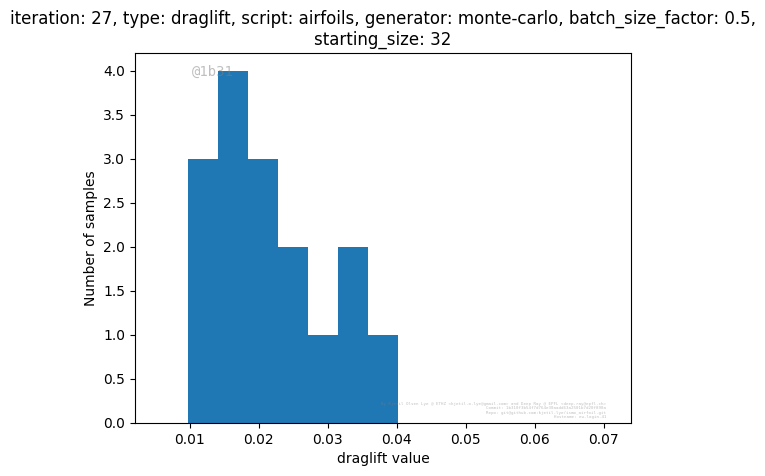 iteration: 27, type: draglift, script: airfoils, generator: monte-carlo, batch_size_factor: 0.5,
starting_size: 32
@1b31
4.0
3.5
3.0
2.5
2.0
1.5
1.0
0.5
0.0
Number of samples
0.01 0.02 0.03 0.04 0.05 0.06 0.07
draglift value